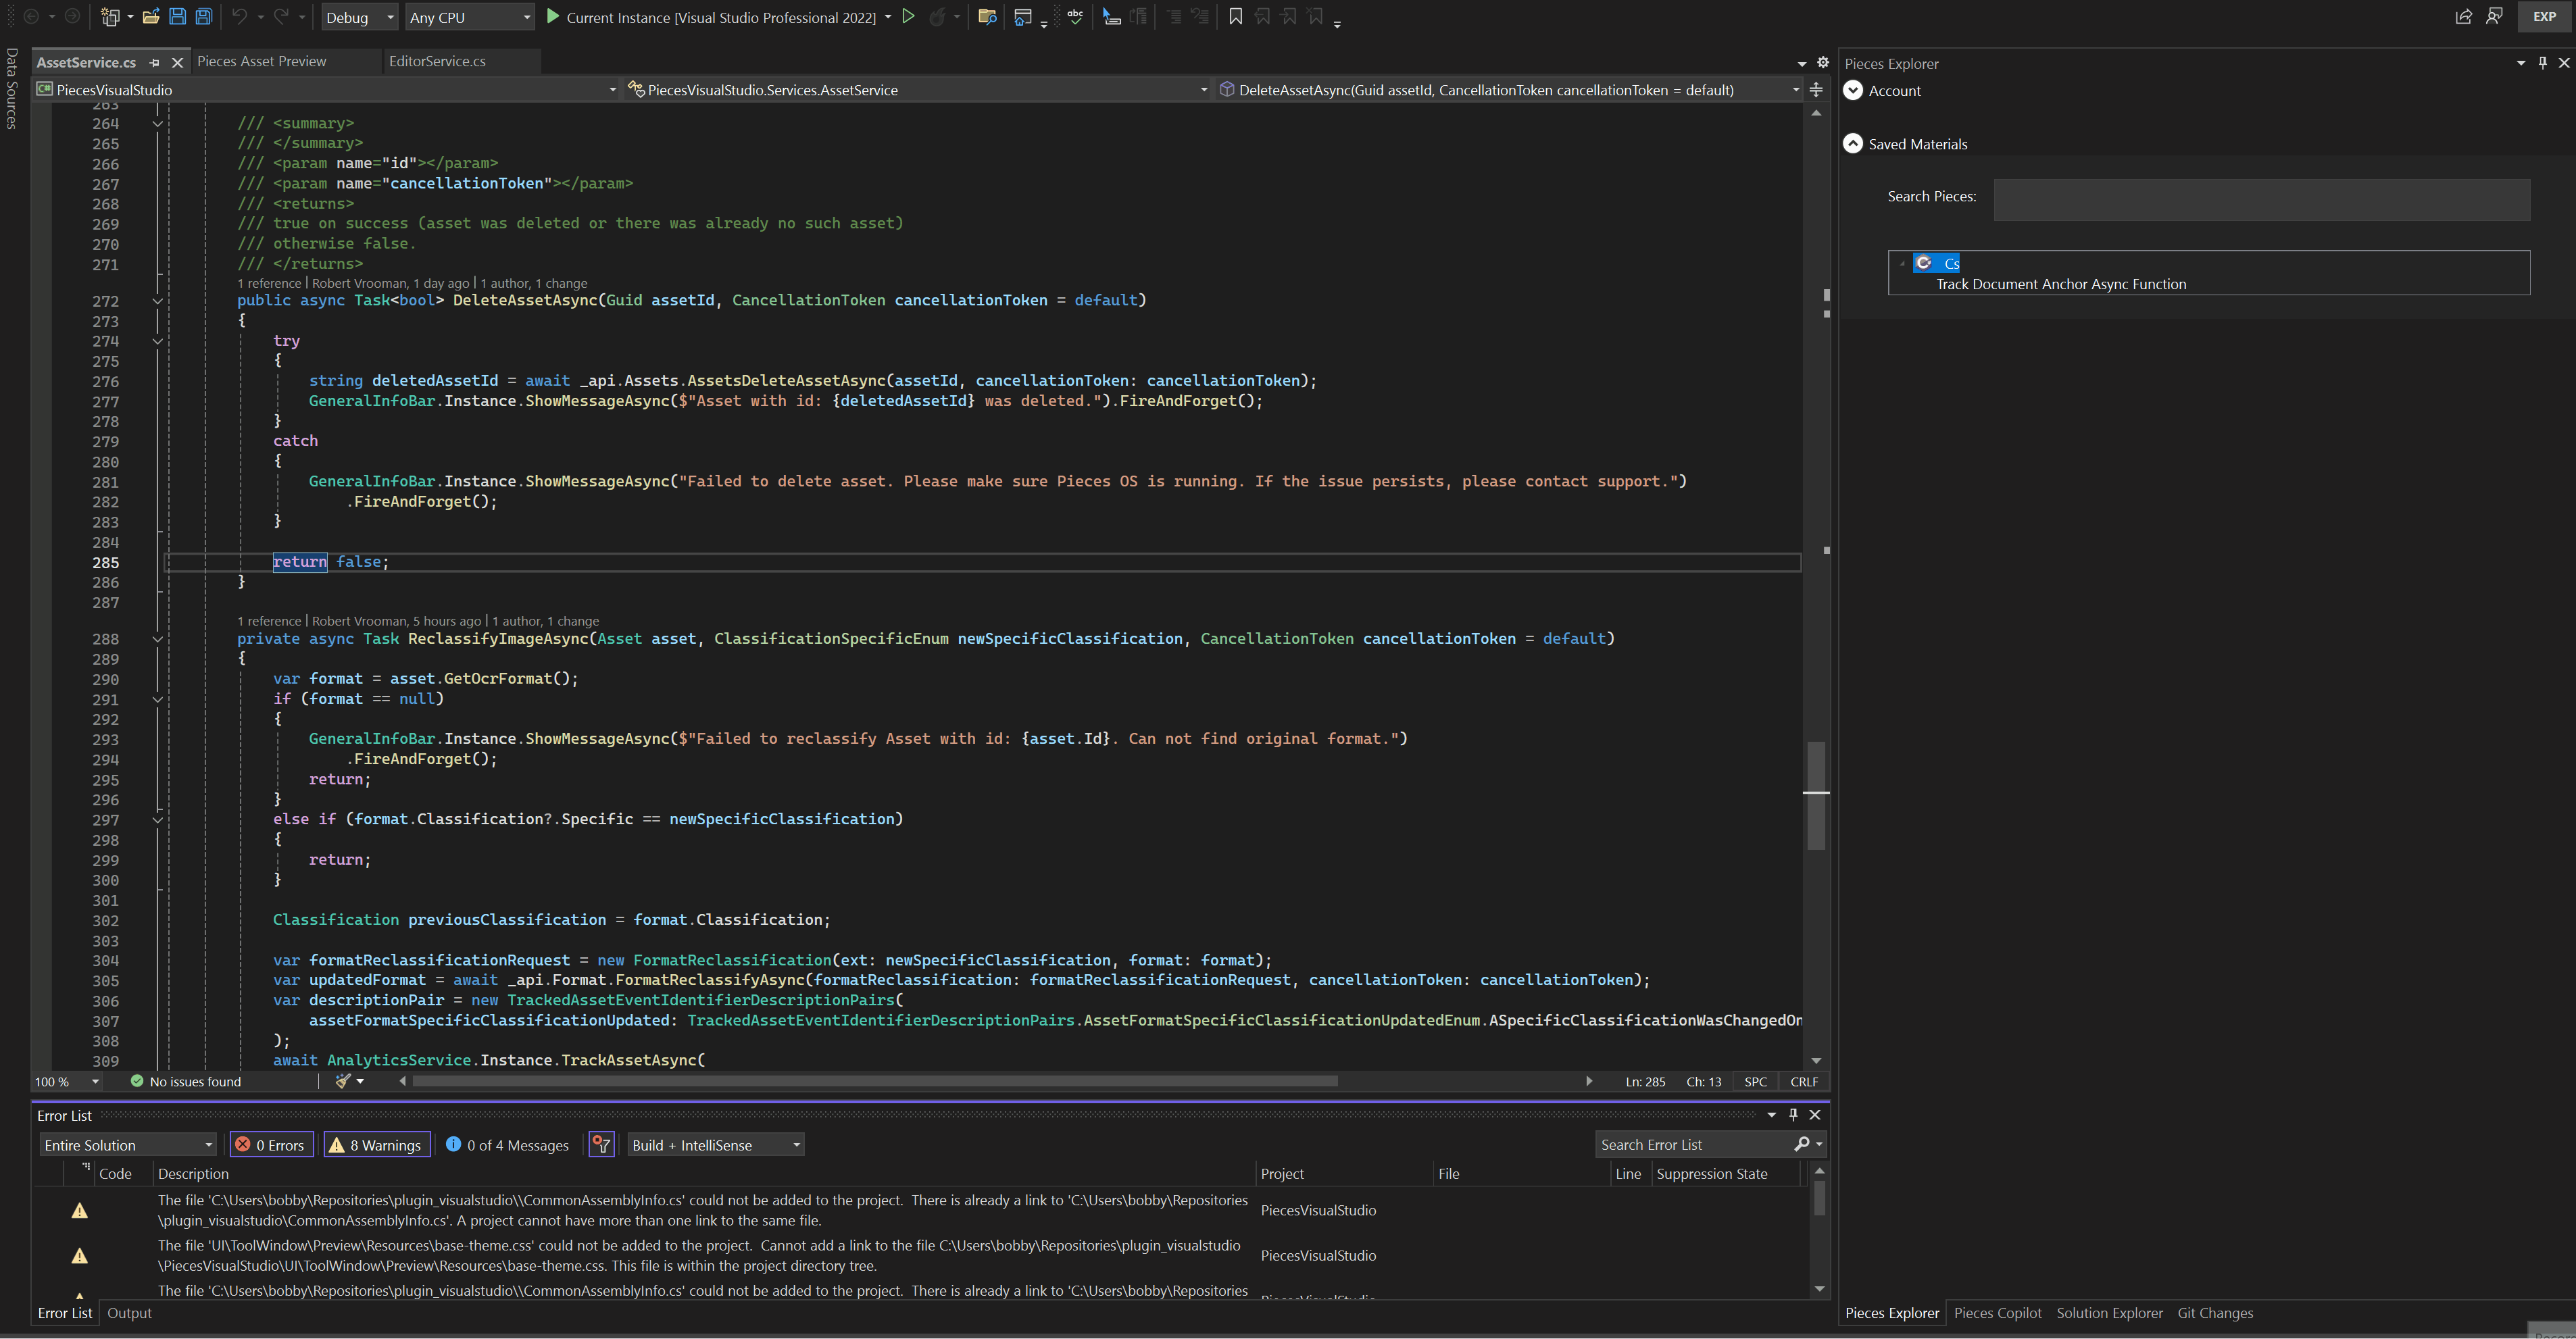 Debug
Any CPU
Current Instance [Visual Studio Professional 2022]
abc
EXP
Data Sources
AssetService.cs
Pieces Asset Preview
EditorService.cs
PiecesVisualStudio
PiecesVisualStudio.Services.AssetService
DeleteAssetAsync(Guid assetId, CancellationToken cancellationToken = default)
263
264 /// <summary>
265 /// </summary>
266 /// <param name="id"></param>
267 /// <param name="cancellationToken"></param>
268 /// <returns>
269 /// true on success (asset was deleted or there was already no such asset)
270 /// otherwise false.
271 /// </returns>
1 reference | Robert Vrooman, 1 day ago | 1 author, 1 change
272 public async Task<bool> DeleteAssetAsync(Guid assetId, CancellationToken cancellationToken = default)
273 {
274 try
275 {
276 string deletedAssetId = await _api.Assets.AssetsDeleteAssetAsync(assetId, cancellationToken: cancellationToken);
277 GeneralInfoBar.Instance.ShowMessageAsync($"Asset with id: {deletedAssetId} was deleted.").FireAndForget();
278 }
279 catch
280 {
281 GeneralInfoBar.Instance.ShowMessageAsync("Failed to delete asset. Please make sure Pieces OS is running. If the issue persists, please contact support.")
282 .FireAndForget();
283 }
284
285 return false;
286 }
287
1 reference | Robert Vrooman, 5 hours ago | 1 author, 1 change
288 private async Task ReclassifyImageAsync(Asset asset, ClassificationSpecificEnum newSpecificClassification, CancellationToken cancellationToken = default)
289 {
290 var format = asset.GetOcrFormat();
291 if (format == null)
292 {
293 GeneralInfoBar.Instance.ShowMessageAsync($"Failed to reclassify Asset with id: {asset.Id}. Can not find original format.")
294 .FireAndForget();
295 return;
296 }
297 else if (format.Classification?.Specific == newSpecificClassification)
298 {
299 return;
300 }
301
302 Classification previousClassification = format.Classification;
303
304 var formatReclassificationRequest = new FormatReclassification(ext: newSpecificClassification, format: format);
305 var updatedFormat = await _api.Format.FormatReclassifyAsync(formatReclassification: formatReclassificationRequest, cancellationToken: cancellationToken);
306 var descriptionPair = new TrackedAssetEventIdentifierDescriptionPairs(
307 assetFormatSpecificClassificationUpdated: TrackedAssetEventIdentifierDescriptionPairs.AssetFormatSpecificClassificationUpdatedEnum.ASpecificClassificationWasChangedOn
308 );
309 await AnalyticsService.Instance.TrackAssetAsync(
100 %
No issues found
Ln: 285 Ch: 13 SPC CRLF
Error List
Entire Solution
0 Errors
8 Warnings
0 of 4 Messages
Build + IntelliSense
Search Error List
Code Description Project File Line Suppression State
The file 'C:\Users\bobby\Repositories\plugin_visualstudio\\CommonAssemblyInfo.cs' could not be added to the project. There is already a link to 'C:\Users\bobby\Repositories
\plugin_visualstudio\CommonAssemblyInfo.cs'. A project cannot have more than one link to the same file.
PiecesVisualStudio
The file 'UI\ToolWindow\Preview\Resources\base-theme.css' could not be added to the project. Cannot add a link to the file C:\Users\bobby\Repositories\plugin_visualstudio
\PiecesVisualStudio\UI\ToolWindow\Preview\Resources\base-theme.css. This file is within the project directory tree.
PiecesVisualStudio
The file 'C:\Users\bobby\Repositories\plugin_visualstudio\\CommonAssemblyInfo.cs' could not be added to the project. There is already a link to 'C:\Users\bobby\Repositories
PiecesVisualStudio
Error List
Output
Pieces Explorer
Account
Saved Materials
Search Pieces:
Cs
Track Document Anchor Async Function
Pieces Explorer
Pieces Copilot
Solution Explorer
Git Changes